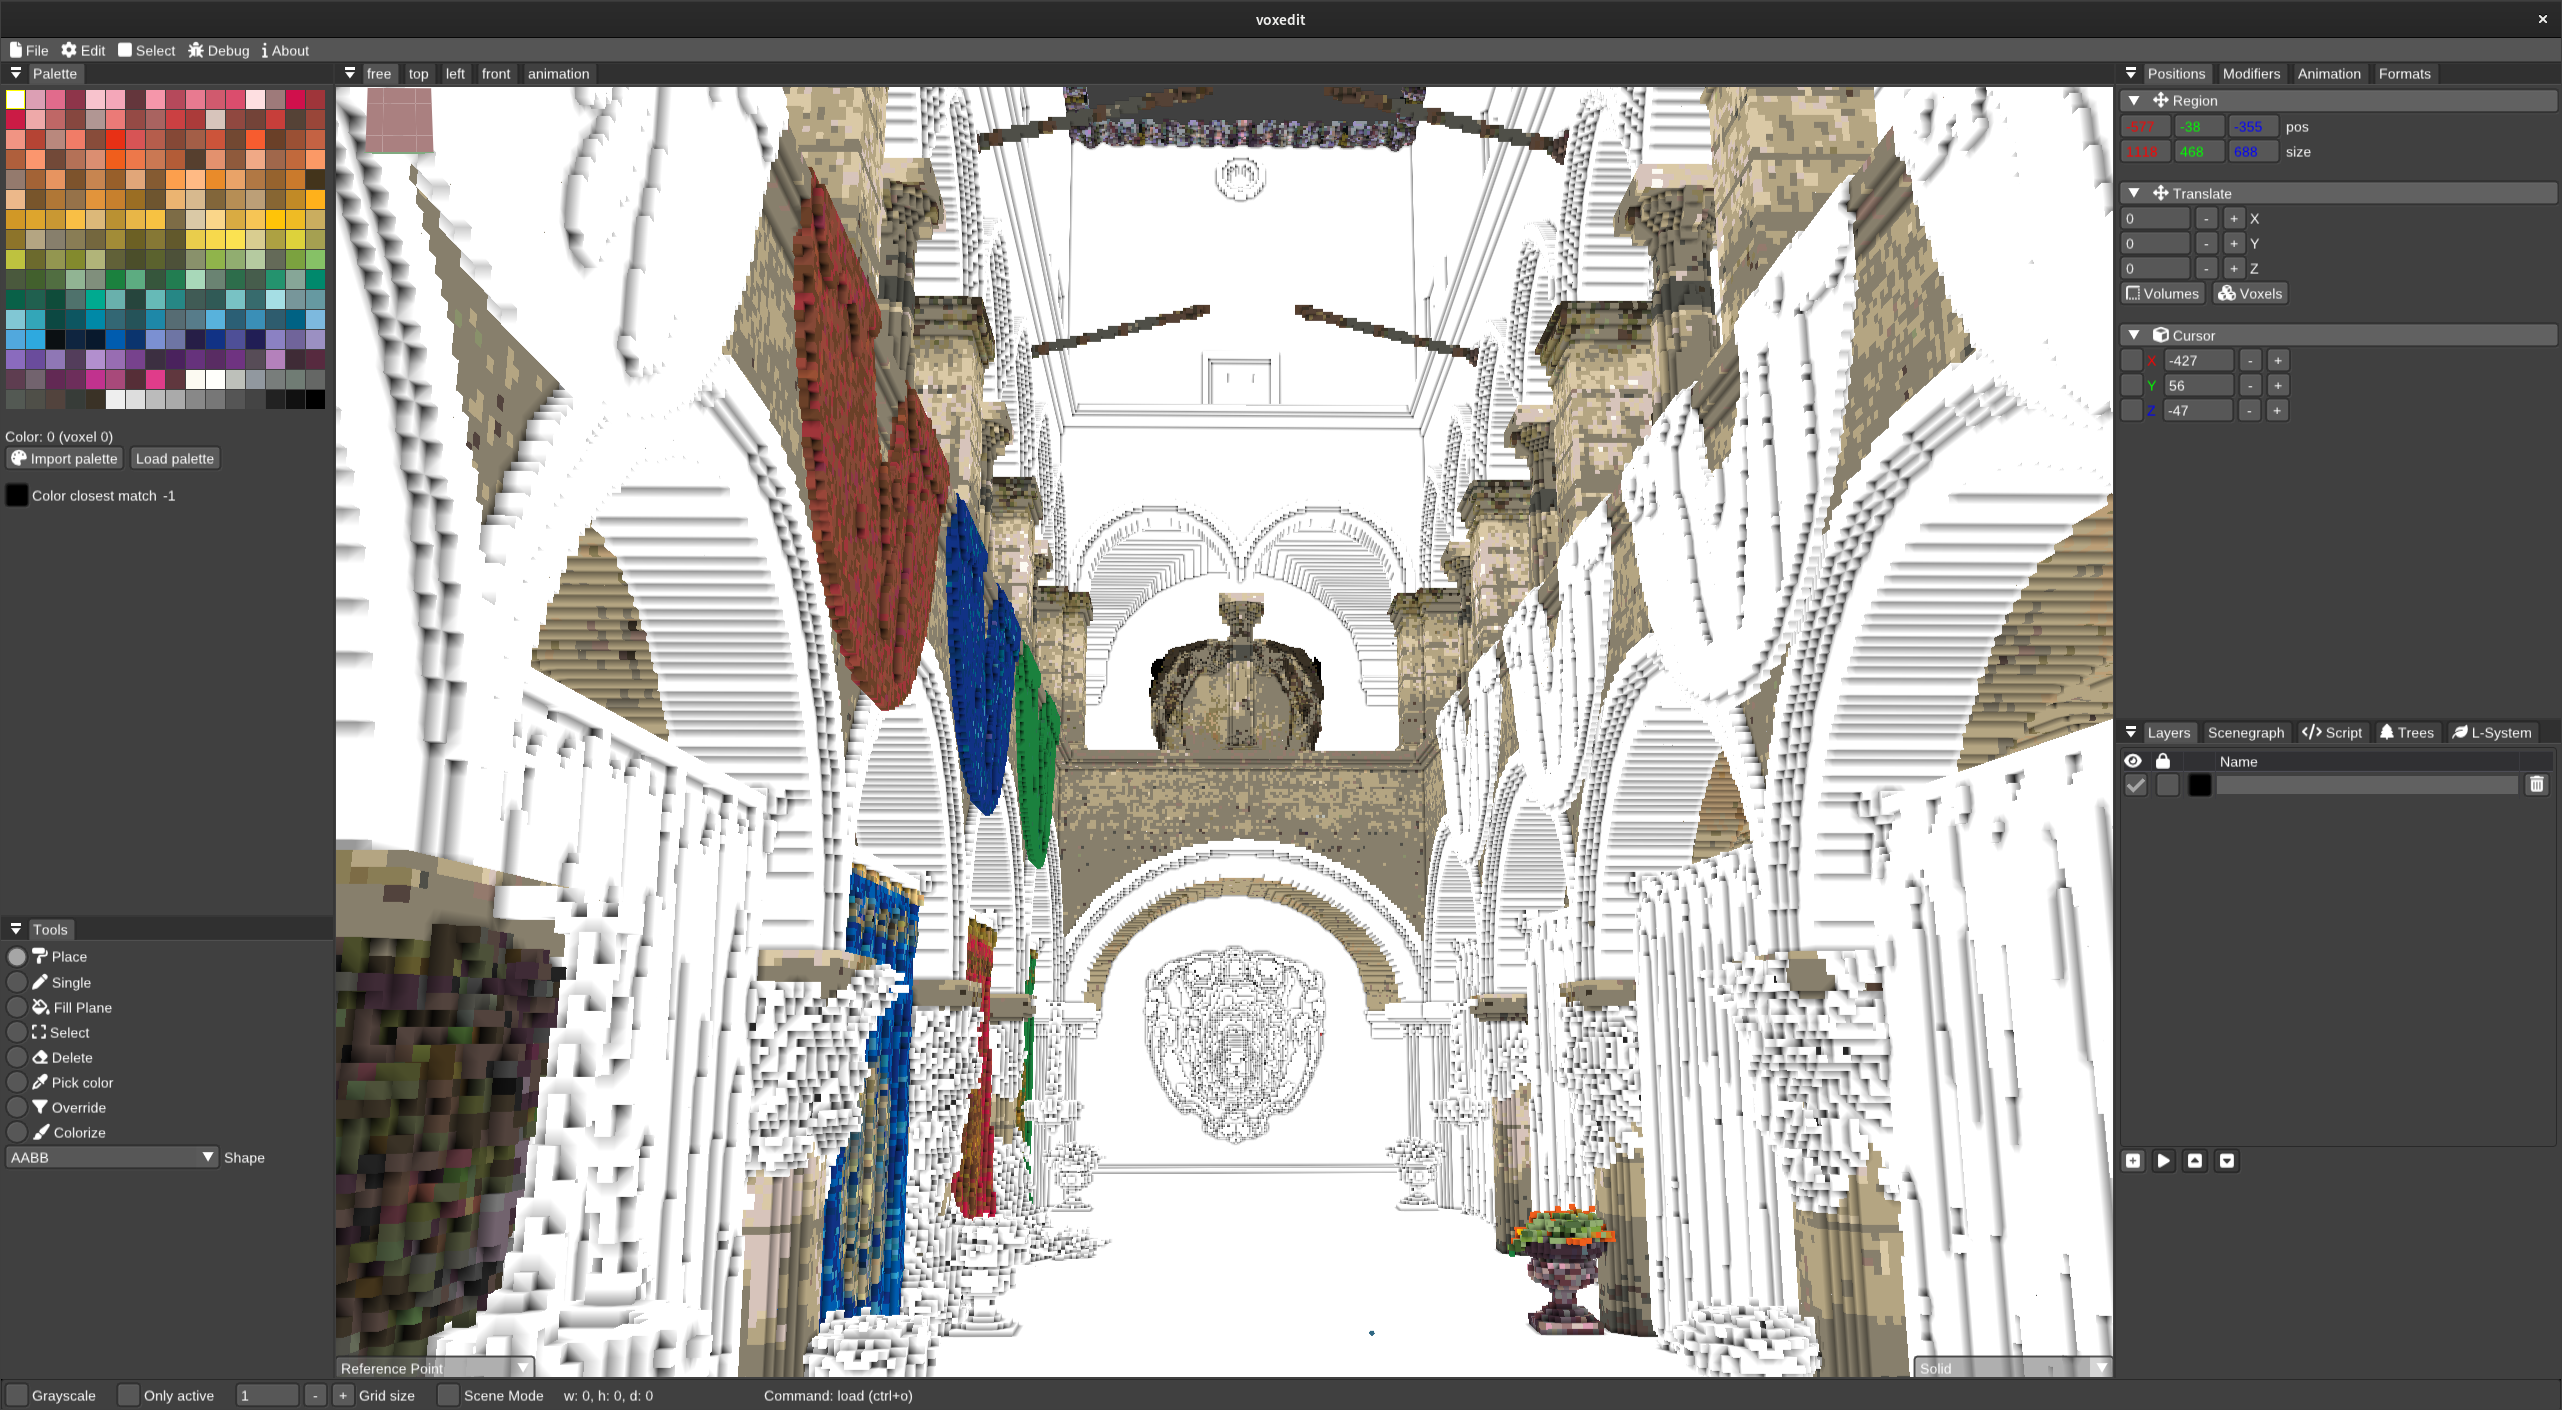 voxedit
File Edit Select Debug About
Palette
free top left front animation
Positions Modifiers Animation Formats
Region
-577 -38 -355 pos
1118 468 688 size
Translate
0 - + X
0 - + Y
0 - + Z
Volumes Voxels
Cursor
X -427 - +
Y 56 - +
Z -47 - +
Color: 0 (voxel 0)
Import palette Load palette
Color closest match -1
Layers Scenegraph Script Trees L-System
Name
Tools
Place
Single
Fill Plane
Select
Delete
Pick color
Override
Colorize
AABB Shape
Reference Point
Solid
Grayscale Only active 1 - + Grid size Scene Mode w: 0, h: 0, d: 0 Command: load (ctrl+o)